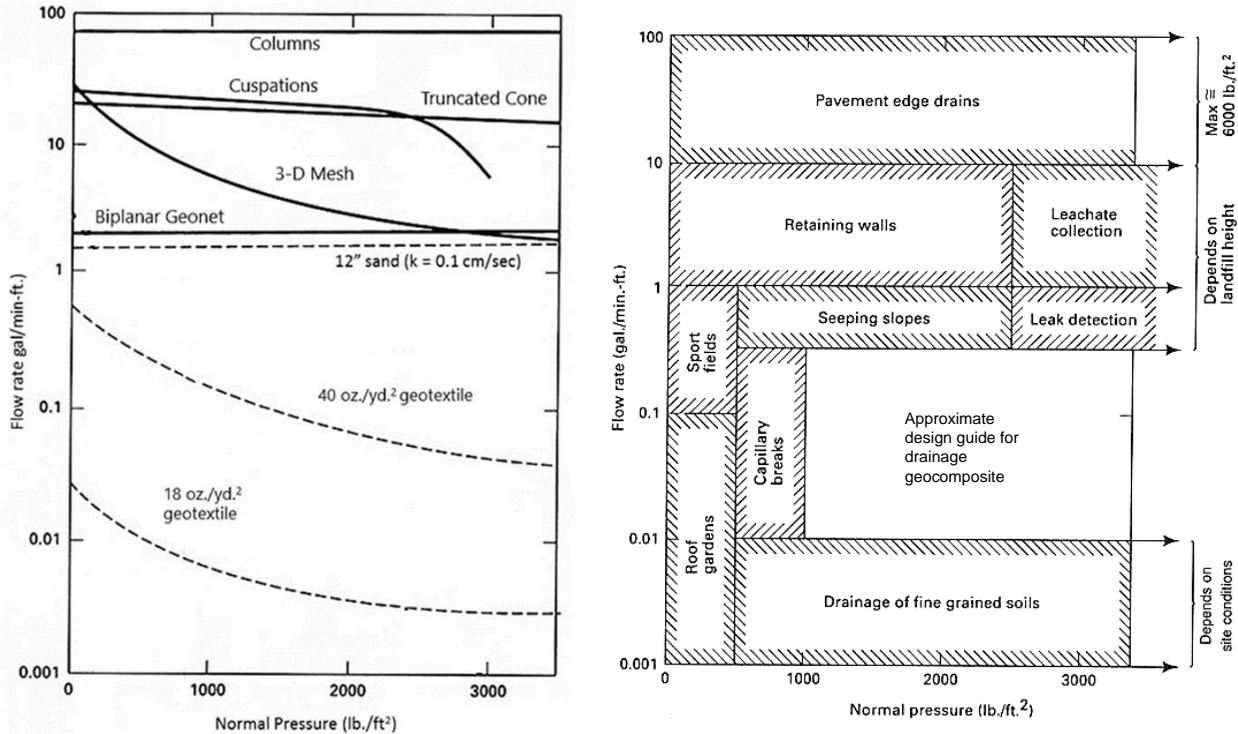 100
10
1
0.1
0.01
0.001
Flow rate gal/min-ft.
Columns
Cuspations
Truncated Cone
3-D Mesh
Biplanar Geonet
12” sand (k = 0.1 cm/sec)
40 oz./yd.² geotextile
18 oz./yd.²
geotextile
0
1000
2000
3000
Normal Pressure (lb./ft²)
100
10
1
0.1
0.01
0.001
Flow rate (gal./min.-ft.)
Pavement edge drains
Retaining walls
Leachate
collection
Seeping slopes
Leak detection
Sport
fields
Capillary
breaks
Roof
gardens
Approximate
design guide for
drainage
geocomposite
Drainage of fine grained soils
Max ≅
6000 lb./ft.²
Depends on
landfill height
Depends on
site conditions
0
1000
2000
3000
Normal pressure (lb./ft.²)